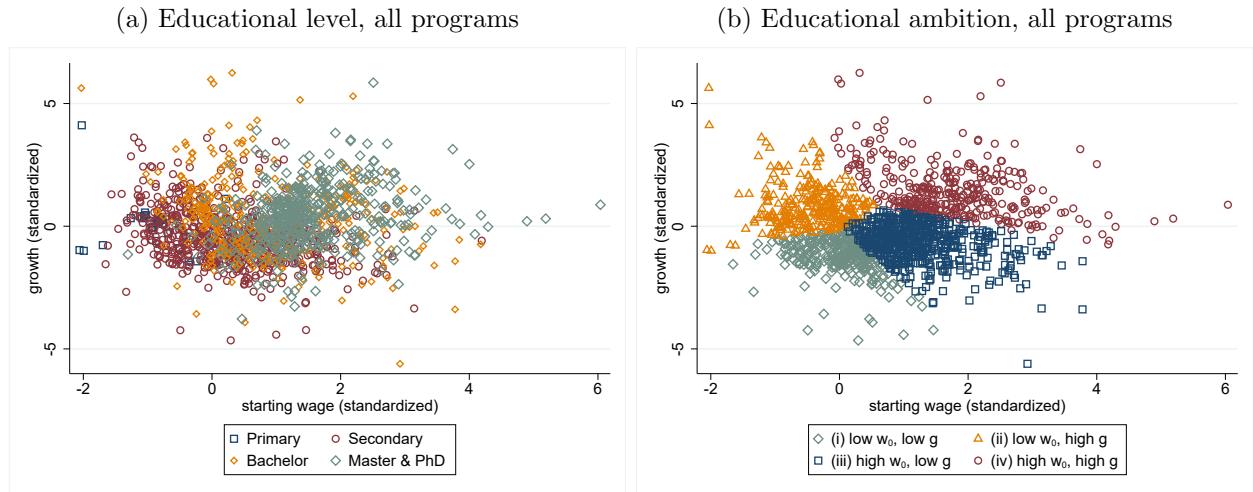 (a) Educational level, all programs
growth (standardized)
5
0
-5
-2
0
2
4
6
starting wage (standardized)
Primary
Secondary
Bachelor
Master & PhD
(b) Educational ambition, all programs
growth (standardized)
5
0
-5
-2
0
2
4
6
starting wage (standardized)
(i) low w₀, low g
(ii) low w₀, high g
(iii) high w₀, low g
(iv) high w₀, high g